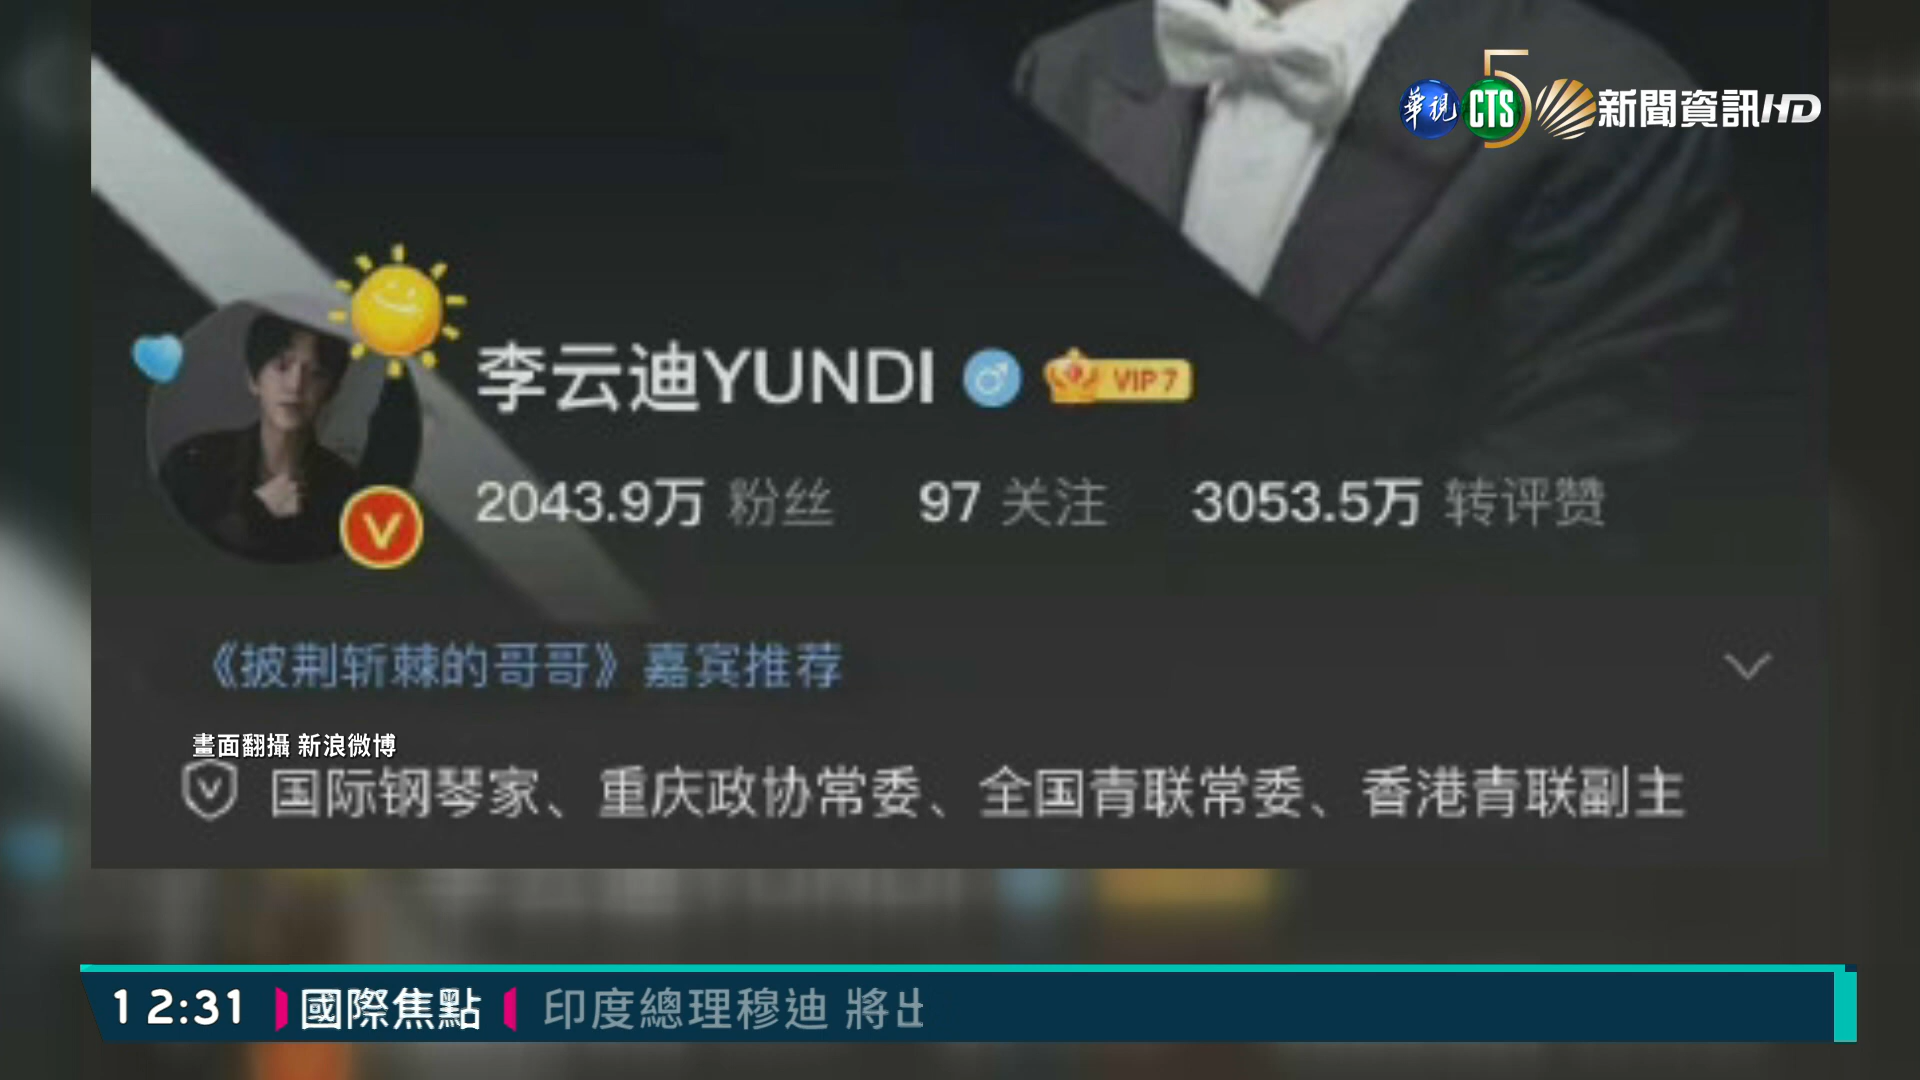 華視 CTS 5 新聞資訊HD
李云迪YUNDI VIP 7
2043.9万 粉丝 97 关注 3053.5万 转评赞
《披荆斩棘的哥哥》嘉宾推荐
畫面翻攝 新浪微博
国际钢琴家、重庆政协常委、全国青联常委、香港青联副主
12:31 國際焦點 印度總理穆迪 將出